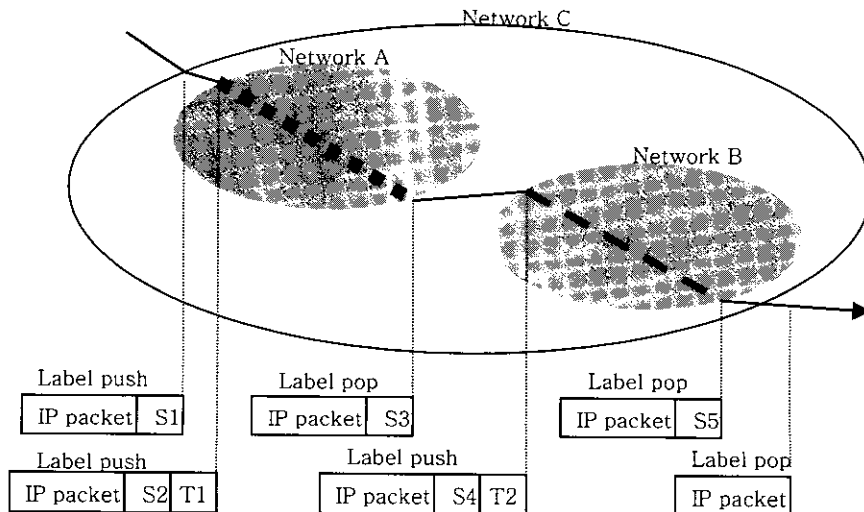 Network C
Network A
Network B
Label push
IP packet S1
Label pop
IP packet S3
Label pop
IP packet S5
Label push
IP packet S2 T1
Label push
IP packet S4 T2
Label pop
IP packet